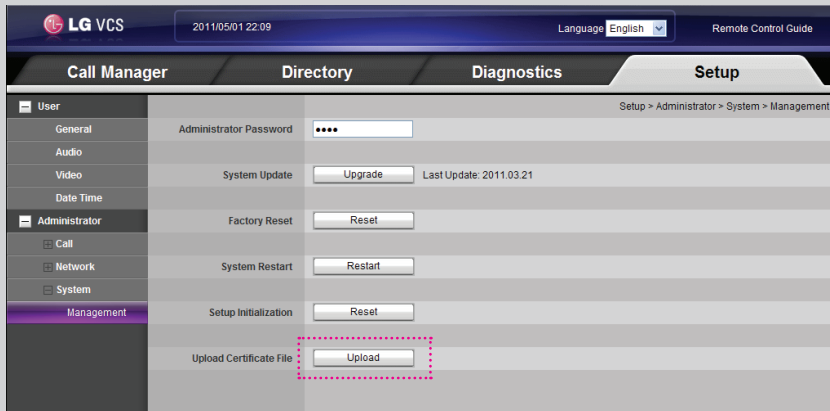 LG VCS 2011/05/01 22:09 Language English Remote Control Guide
Call Manager Directory Diagnostics Setup
User Setup > Administrator > System > Management
General Administrator Password ••••
Audio
Video System Update Upgrade Last Update: 2011.03.21
Date Time
Administrator Factory Reset Reset
Call
Network System Restart Restart
System
Management Setup Initialization Reset
Upload Certificate File Upload